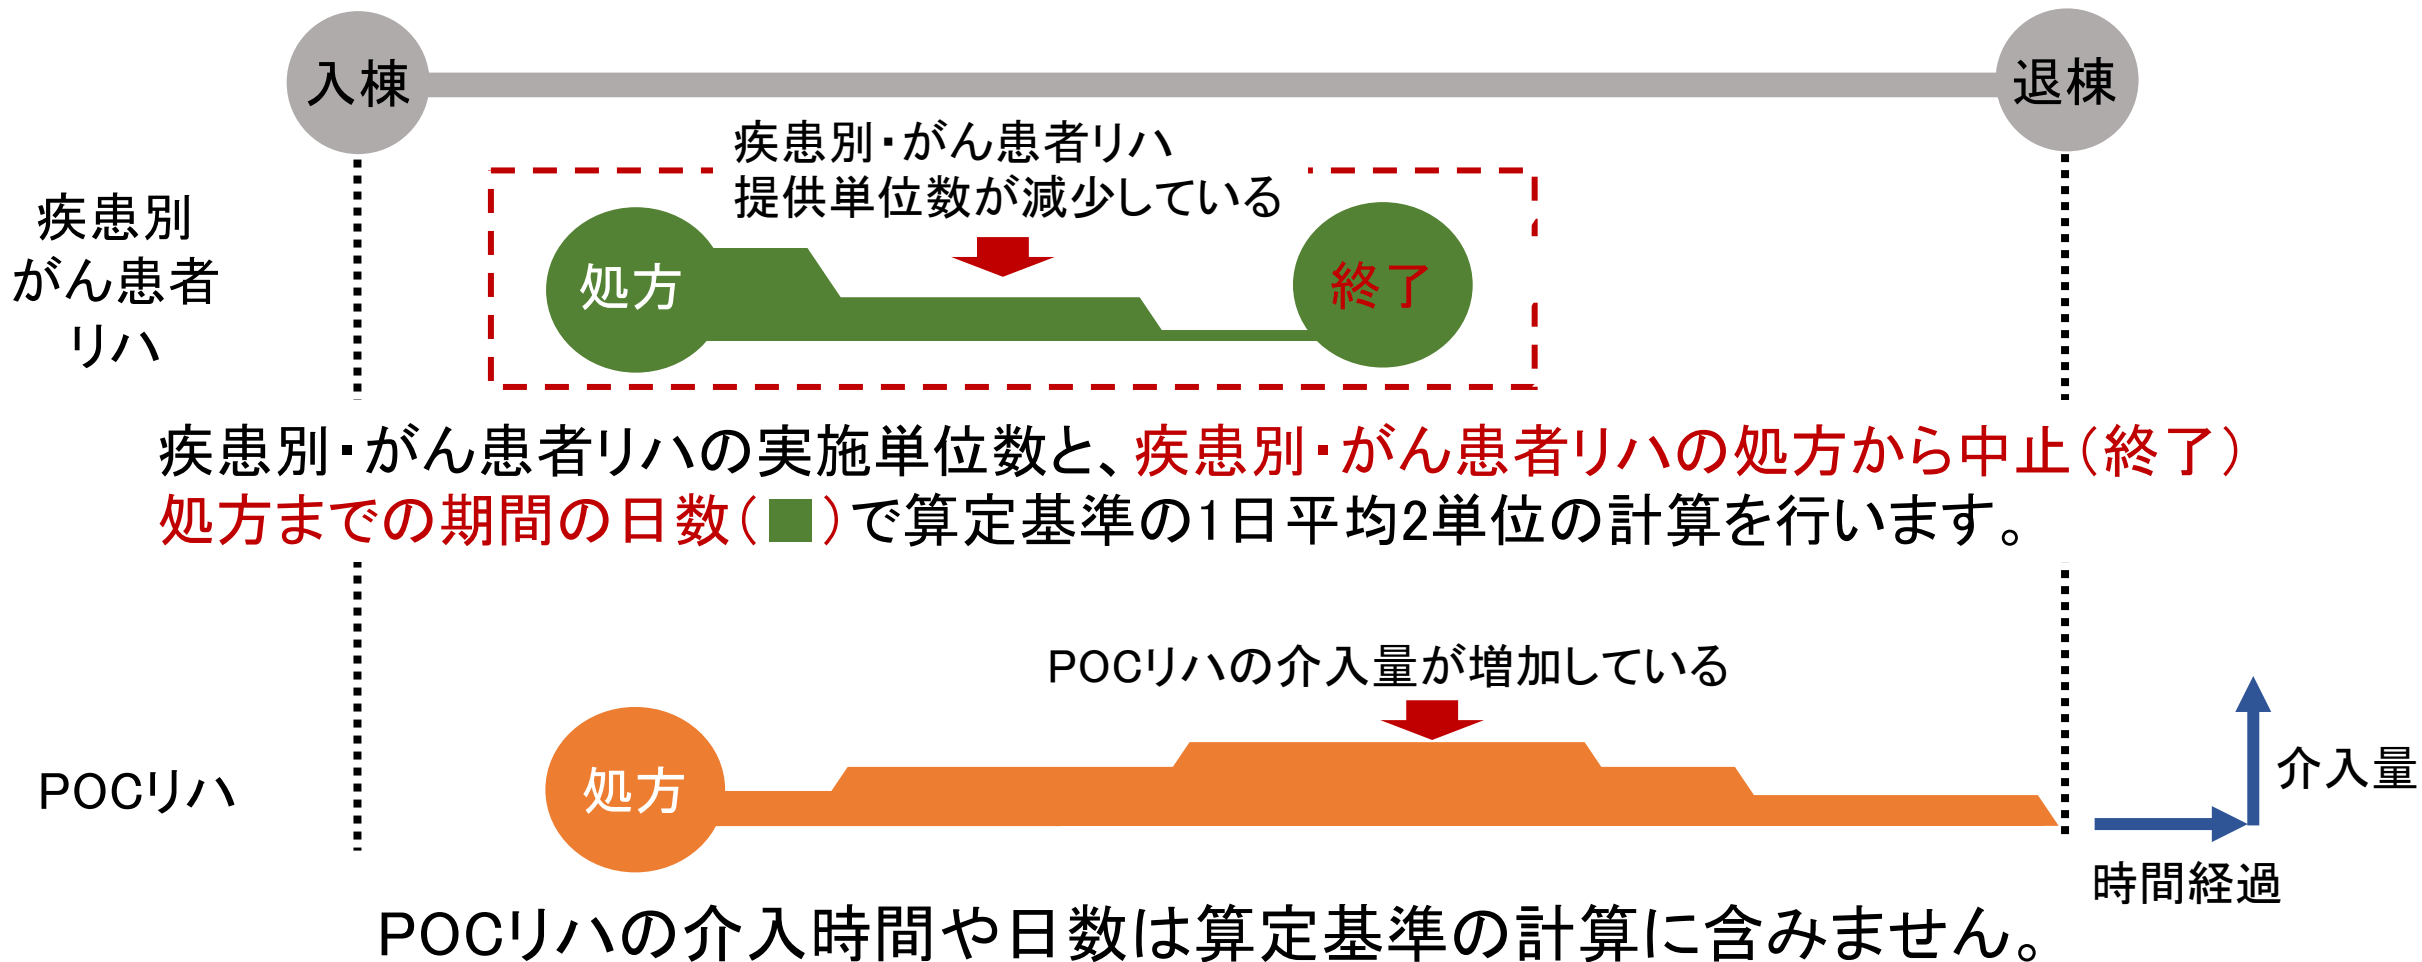 入棟
退棟
疾患別・がん患者リハ
提供単位数が減少している
疾患別
がん患者
リハ
処方
終了
疾患別・がん患者リハの実施単位数と、疾患別・がん患者リハの処方から中止（終了）
処方までの期間の日数（■）で算定基準の1日平均2単位の計算を行います。
POCリハの介入量が増加している
POCリハ
処方
介入量
時間経過
POCリハの介入時間や日数は算定基準の計算に含みません。